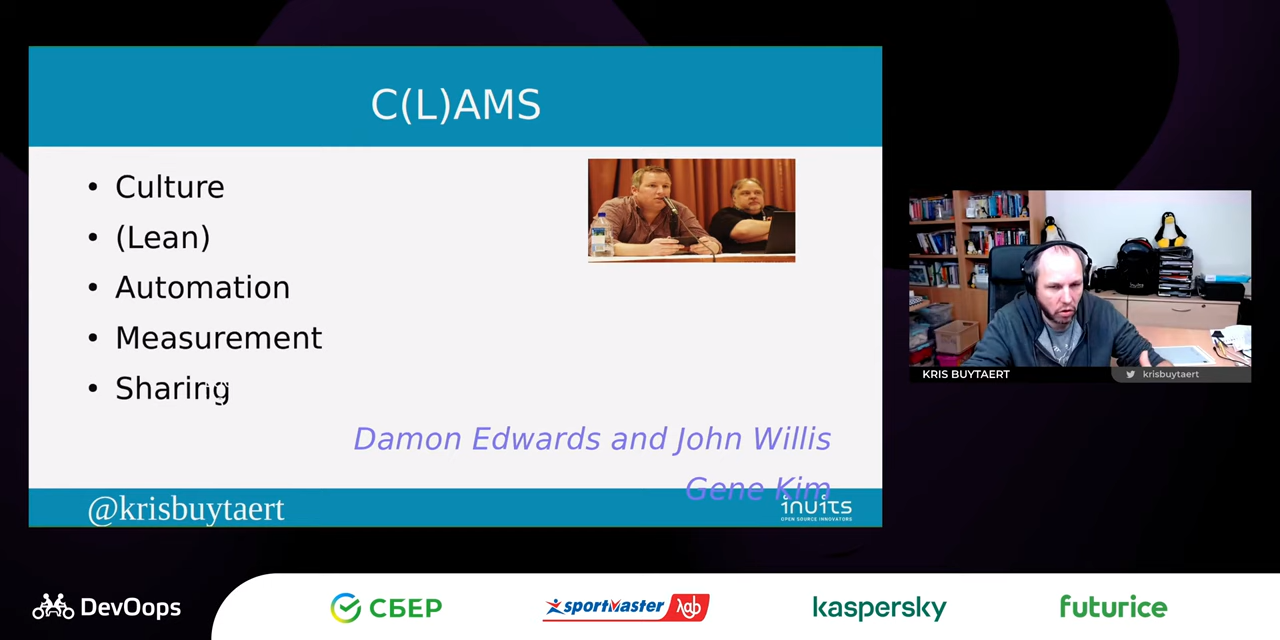 C(L)AMS
• Culture
• (Lean)
• Automation
• Measurement
• Sharing
Damon Edwards and John Willis
Gene Kim
@krisbuytaert
inuits
OPEN SOURCE INNOVATORS
KRIS BUYTAERT
krisbuytaert
DevOops
СБЕР
sportmaster лаб
kaspersky
futurice